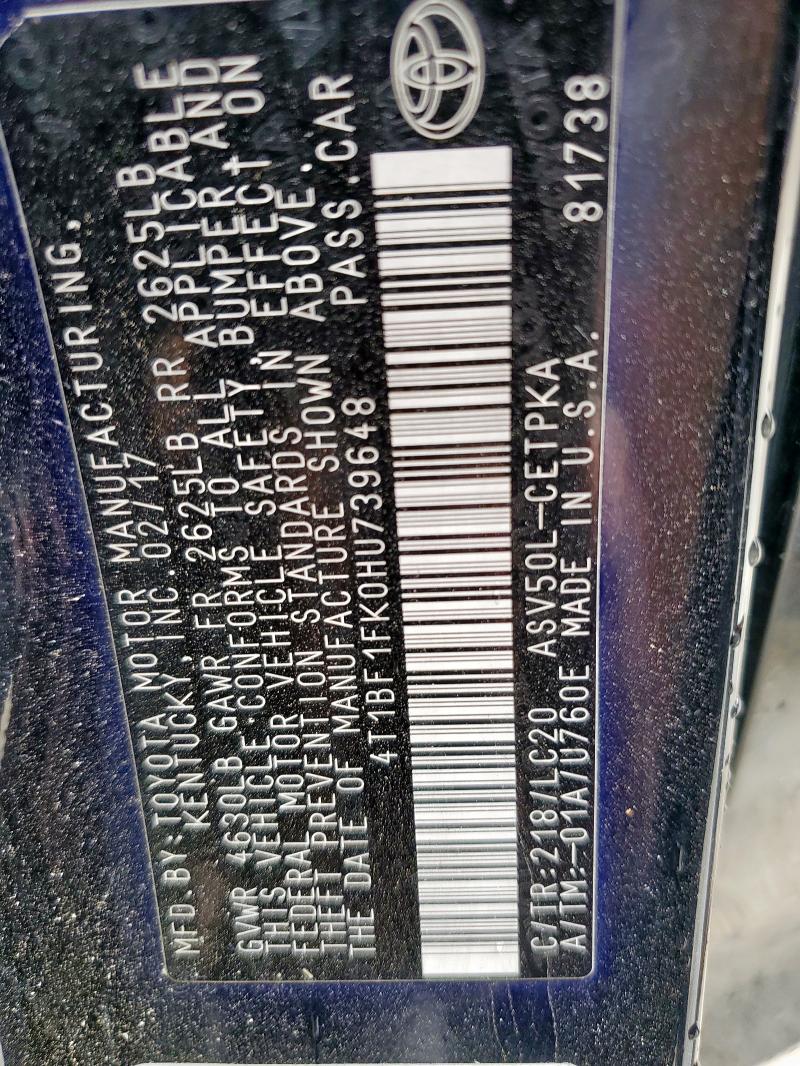 MFD.BY:TOYOTA MOTOR MANUFACTURING,
KENTUCKY, INC. 02/17
GVWR 4630LB GAWR FR 2625LB RR 2625LB
THIS VEHICLE CONFORMS TO ALL APPLICABLE
FEDERAL MOTOR VEHICLE SAFETY, BUMPER AND
THEFT PREVENTION STANDARDS IN EFFECT ON
THE DATE OF MANUFACTURE SHOWN ABOVE.
4T1BF1FK0HU739648 PASS.CAR
C/TR:218/LC20 ASV50L-CETPKA
A/TM:-01A/U760E MADE IN U.S.A. 81738